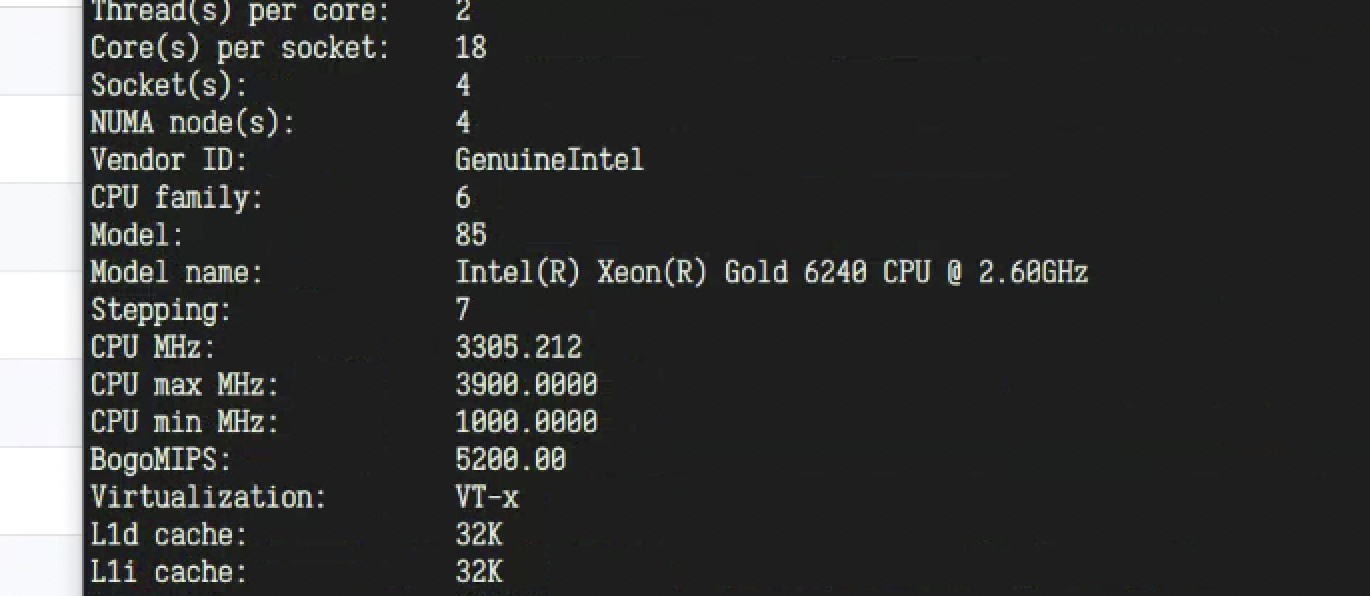 Thread(s) per core: 2
Core(s) per socket: 18
Socket(s): 4
NUMA node(s): 4
Vendor ID: GenuineIntel
CPU family: 6
Model: 85
Model name: Intel(R) Xeon(R) Gold 6240 CPU @ 2.60GHz
Stepping: 7
CPU MHz: 3305.212
CPU max MHz: 3900.0000
CPU min MHz: 1000.0000
BogoMIPS: 5200.00
Virtualization: VT-x
L1d cache: 32K
L1i cache: 32K